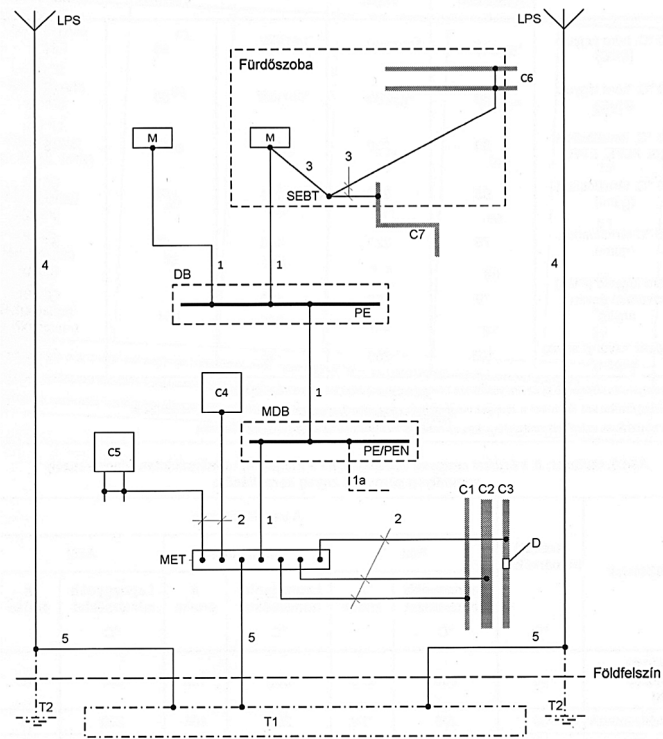 LPS
LPS
Fürdőszoba
C6
M
M
3
3
SEBT
C7
4
4
1
1
DB
PE
1
C4
MDB
C5
PE/PEN
1a
C1 C2 C3
2
1
2
D
MET
5
5
5
Földfelszín
T2
T1
T2